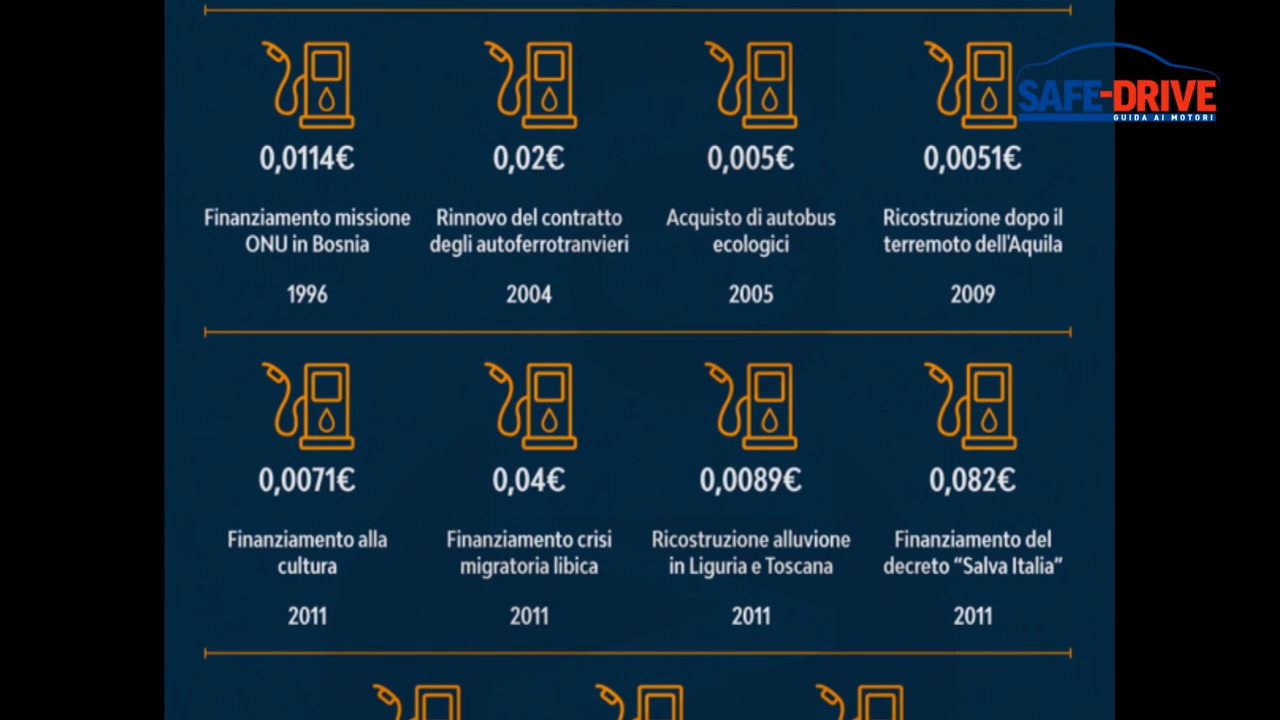 SAFE-DRIVE
GUIDA AI MOTORI
0,0114€
0,02€
0,005€
0,0051€
Finanziamento missione
ONU in Bosnia
Rinnovo del contratto
degli autoferrotranvieri
Acquisto di autobus
ecologici
Ricostruzione dopo il
terremoto dell'Aquila
1996
2004
2005
2009
0,0071€
0,04€
0,0089€
0,082€
Finanziamento alla
cultura
Finanziamento crisi
migratoria libica
Ricostruzione alluvione
in Liguria e Toscana
Finanziamento del
decreto “Salva Italia”
2011
2011
2011
2011